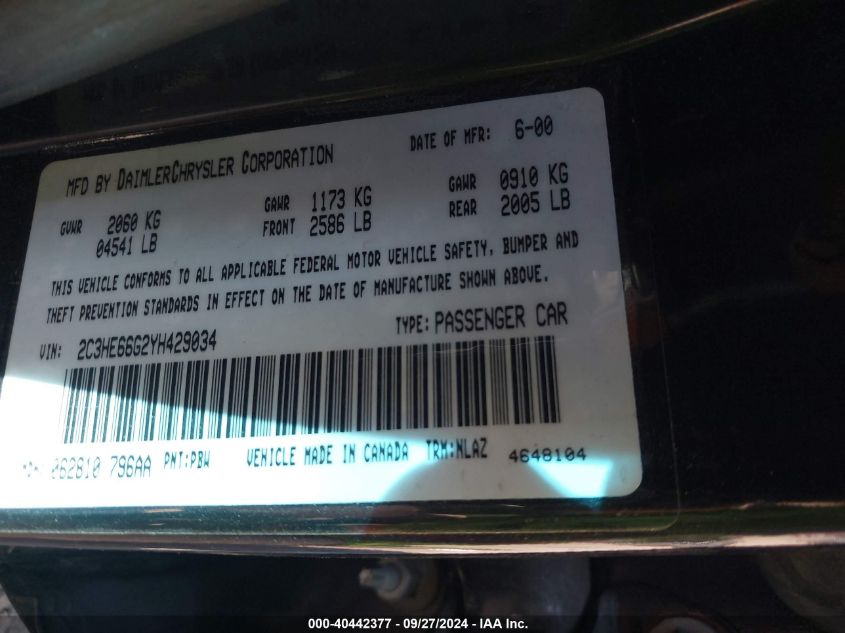 MFD BY DAIMLERCHRYSLER CORPORATION DATE OF MFR: 6-00
GVWR 2060 KG GAWR 1173 KG GAWR 0910 KG
04541 LB FRONT 2586 LB REAR 2005 LB
THIS VEHICLE CONFORMS TO ALL APPLICABLE FEDERAL MOTOR VEHICLE SAFETY, BUMPER AND
THEFT PREVENTION STANDARDS IN EFFECT ON THE DATE OF MANUFACTURE SHOWN ABOVE.
VIN: 2C3HE66G2YH429034 TYPE: PASSENGER CAR
062810 796AA PNT:PBW VEHICLE MADE IN CANADA TRM:NLAZ 4648104
000-40442377 - 09/27/2024 - IAA Inc.